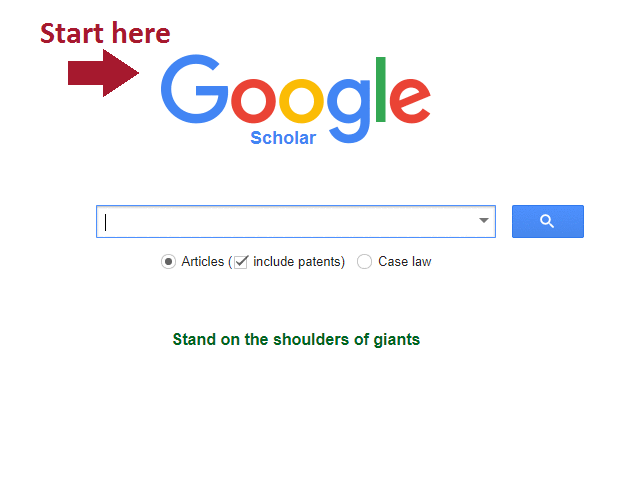 Start here
Google
Scholar
Articles (include patents) Case law
Stand on the shoulders of giants